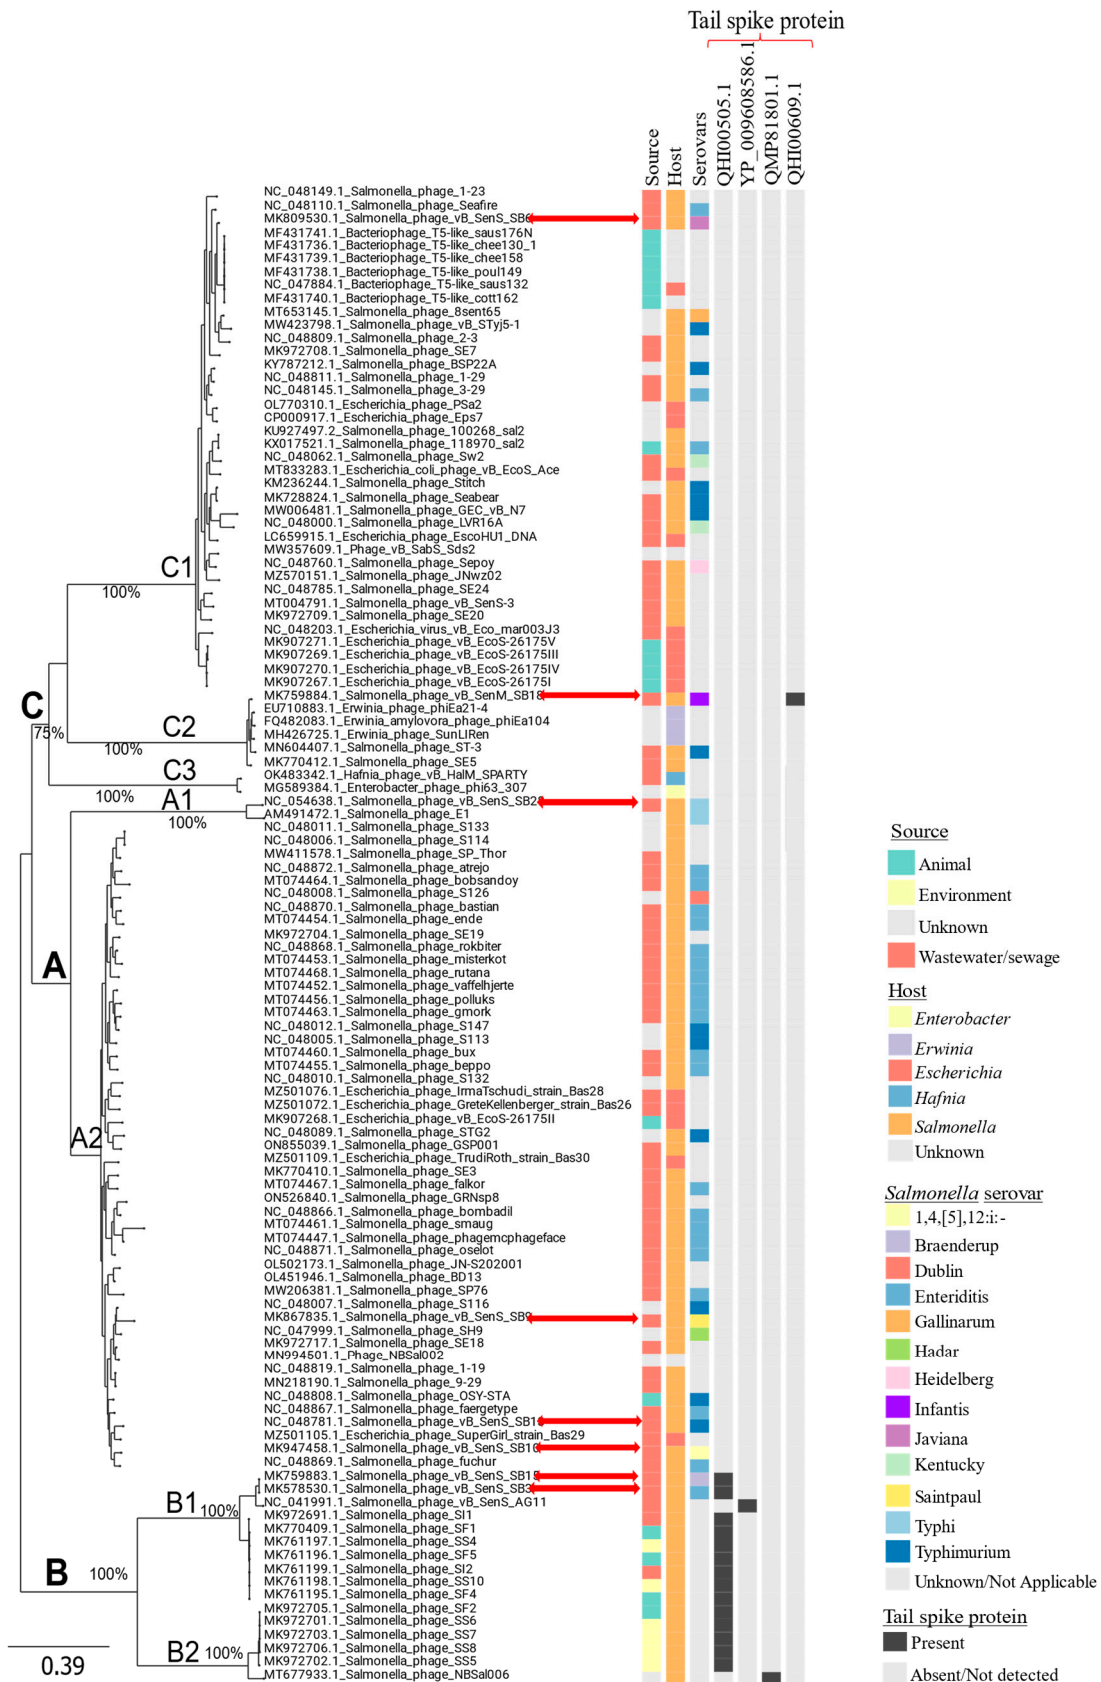 Tail spike protein
Source
Host
Serovars
QHI00505.1
YP_009608586.1
QMP81801.1
QHI00609.1
NC_048149.1_Salmonella_phage_1-23
NC_048110.1_Salmonella_phage_Seafire
MK809530.1_Salmonella_phage_vB_SenS_SB6
MF431741.1_Bacteriophage_T5-like_saus176N
MF431736.1_Bacteriophage_T5-like_chee130_1
MF431739.1_Bacteriophage_T5-like_chee158
MF431738.1_Bacteriophage_T5-like_poul149
NC_047884.1_Bacteriophage_T5-like_saus132
MF431740.1_Bacteriophage_T5-like_cott162
MT653145.1_Salmonella_phage_8sent65
MW423798.1_Salmonella_phage_vB_STyj5-1
NC_048809.1_Salmonella_phage_2-3
MK972708.1_Salmonella_phage_SE7
KY787212.1_Salmonella_phage_BSP22A
NC_048811.1_Salmonella_phage_1-29
NC_048145.1_Salmonella_phage_3-29
OL770310.1_Escherichia_phage_PSa2
CP000917.1_Escherichia_phage_Eps7
KU927497.2_Salmonella_phage_100268_sal2
KX017521.1_Salmonella_phage_118970_sal2
NC_048062.1_Salmonella_phage_Sw2
MT833283.1_Escherichia_coli_phage_vB_EcoS_Ace
KM236244.1_Salmonella_phage_Stitch
MK728824.1_Salmonella_phage_Seabear
MW006481.1_Salmonella_phage_GEC_vB_N7
NC_048000.1_Salmonella_phage_LVR16A
LC659915.1_Escherichia_phage_EscoHU1_DNA
MW357609.1_Phage_vB_SabS_Sds2
NC_048760.1_Salmonella_phage_Sepoy
MZ570151.1_Salmonella_phage_JNwz02
NC_048785.1_Salmonella_phage_SE24
MT004791.1_Salmonella_phage_vB_SenS-3
MK972709.1_Salmonella_phage_SE20
NC_048203.1_Escherichia_virus_vB_Eco_mar003J3
MK907271.1_Escherichia_phage_vB_EcoS-26175V
MK907269.1_Escherichia_phage_vB_EcoS-26175III
MK907270.1_Escherichia_phage_vB_EcoS-26175IV
MK907267.1_Escherichia_phage_vB_EcoS-26175I
MK759884.1_Salmonella_phage_vB_SenM_SB18
EU710883.1_Erwinia_phage_phiEa21-4
FQ482083.1_Erwinia_amylovora_phage_phiEa104
MH426725.1_Erwinia_phage_SunLIRen
MN604407.1_Salmonella_phage_ST-3
MK770412.1_Salmonella_phage_SE5
OK483342.1_Hafnia_phage_vB_HalM_SPARTY
MG589384.1_Enterobacter_phage_phi63_307
NC_054638.1_Salmonella_phage_vB_SenS_SB2
AM491472.1_Salmonella_phage_E1
NC_048011.1_Salmonella_phage_S133
NC_048006.1_Salmonella_phage_S114
MW411578.1_Salmonella_phage_SP_Thor
NC_048872.1_Salmonella_phage_atrejo
MT074464.1_Salmonella_phage_bobsandoy
NC_048008.1_Salmonella_phage_S126
NC_048870.1_Salmonella_phage_bastian
MT074454.1_Salmonella_phage_ende
MK972704.1_Salmonella_phage_SE19
NC_048868.1_Salmonella_phage_rokbiter
MT074453.1_Salmonella_phage_misterkot
MT074468.1_Salmonella_phage_rutana
MT074452.1_Salmonella_phage_vaffelhjerte
MT074456.1_Salmonella_phage_polluks
MT074463.1_Salmonella_phage_gmork
NC_048012.1_Salmonella_phage_S147
NC_048005.1_Salmonella_phage_S113
MT074460.1_Salmonella_phage_bux
MT074455.1_Salmonella_phage_beppo
NC_048010.1_Salmonella_phage_S132
MZ501076.1_Escherichia_phage_IrmaTschudi_strain_Bas28
MZ501072.1_Escherichia_phage_GreteKellenberger_strain_Bas26
MK907268.1_Escherichia_phage_vB_EcoS-26175II
NC_048089.1_Salmonella_phage_STG2
ON855039.1_Salmonella_phage_GSP001
MZ501109.1_Escherichia_phage_TrudiRoth_strain_Bas30
MK770410.1_Salmonella_phage_SE3
MT074467.1_Salmonella_phage_falkor
ON526840.1_Salmonella_phage_GRNsp8
NC_048866.1_Salmonella_phage_bombadil
MT074461.1_Salmonella_phage_smaug
MT074447.1_Salmonella_phage_phagemcphageface
NC_048871.1_Salmonella_phage_oselot
OL502173.1_Salmonella_phage_JN-S202001
OL451946.1_Salmonella_phage_BD13
MW206381.1_Salmonella_phage_SP76
NC_048007.1_Salmonella_phage_S116
MK867835.1_Salmonella_phage_vB_SenS_SB9
NC_047999.1_Salmonella_phage_SH9
MK972717.1_Salmonella_phage_SE18
MN994501.1_Phage_NBSal002
NC_048819.1_Salmonella_phage_1-19
MN218190.1_Salmonella_phage_9-29
NC_048808.1_Salmonella_phage_OSY-STA
NC_048867.1_Salmonella_phage_faergetype
NC_048781.1_Salmonella_phage_vB_SenS_SB1
MZ501105.1_Escherichia_phage_SuperGirl_strain_Bas29
MK947458.1_Salmonella_phage_vB_SenS_SB10
NC_048869.1_Salmonella_phage_fuchur
MK759883.1_Salmonella_phage_vB_SenS_SB15
MK578530.1_Salmonella_phage_vB_SenS_SB3
NC_041991.1_Salmonella_phage_vB_SenS_AG11
MK972691.1_Salmonella_phage_SI1
MK770409.1_Salmonella_phage_SF1
MK761197.1_Salmonella_phage_SS4
MK761196.1_Salmonella_phage_SF5
MK761199.1_Salmonella_phage_SI2
MK761198.1_Salmonella_phage_SS10
MK761195.1_Salmonella_phage_SF4
MK972705.1_Salmonella_phage_SF2
MK972701.1_Salmonella_phage_SS6
MK972703.1_Salmonella_phage_SS7
MK972706.1_Salmonella_phage_SS8
MK972702.1_Salmonella_phage_SS5
MT677933.1_Salmonella_phage_NBSal006
C1
100%
C
75%
C2
100%
C3
100%
A1
100%
A
A2
B1
100%
B
100%
B2
100%
0.39
Source
Animal
Environment
Unknown
Wastewater/sewage
Host
Enterobacter
Erwinia
Escherichia
Hafnia
Salmonella
Unknown
Salmonella serovar
1,4,[5],12:i:-
Braenderup
Dublin
Enteriditis
Gallinarum
Hadar
Heidelberg
Infantis
Javiana
Kentucky
Saintpaul
Typhi
Typhimurium
Unknown/Not Applicable
Tail spike protein
Present
Absent/Not detected